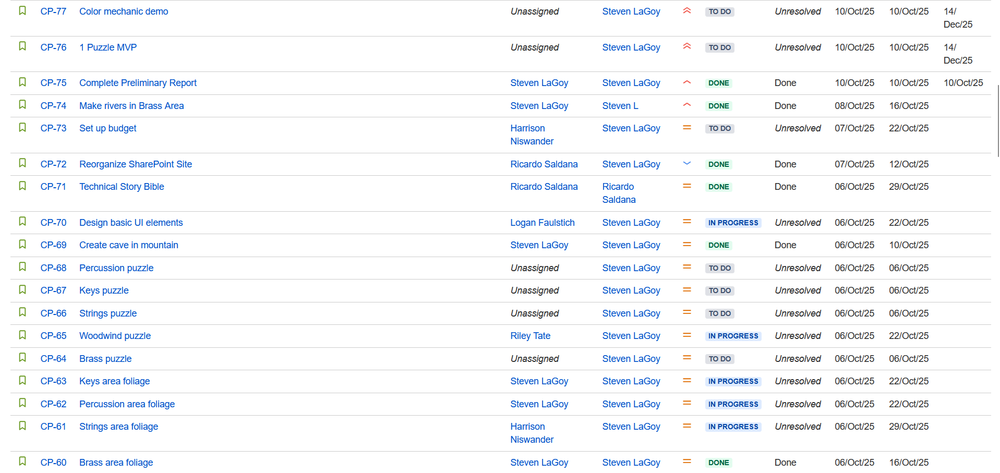 CP-77 Color mechanic demo Unassigned Steven LaGoy TO DO Unresolved 10/Oct/25 10/Oct/25 14/
Dec/25
CP-76 1 Puzzle MVP Unassigned Steven LaGoy TO DO Unresolved 10/Oct/25 10/Oct/25 14/
Dec/25
CP-75 Complete Preliminary Report Steven LaGoy Steven LaGoy DONE Done 10/Oct/25 10/Oct/25 10/Oct/25
CP-74 Make rivers in Brass Area Steven LaGoy Steven L DONE Done 08/Oct/25 16/Oct/25
CP-73 Set up budget Harrison Steven LaGoy TO DO Unresolved 07/Oct/25 22/Oct/25
Niswander
CP-72 Reorganize SharePoint Site Ricardo Saldana Steven LaGoy DONE Done 07/Oct/25 12/Oct/25
CP-71 Technical Story Bible Ricardo Saldana Ricardo DONE Done 06/Oct/25 29/Oct/25
Saldana
CP-70 Design basic UI elements Logan Faulstich Steven LaGoy IN PROGRESS Unresolved 06/Oct/25 22/Oct/25
CP-69 Create cave in mountain Steven LaGoy Steven LaGoy DONE Done 06/Oct/25 10/Oct/25
CP-68 Percussion puzzle Unassigned Steven LaGoy TO DO Unresolved 06/Oct/25 06/Oct/25
CP-67 Keys puzzle Unassigned Steven LaGoy TO DO Unresolved 06/Oct/25 06/Oct/25
CP-66 Strings puzzle Unassigned Steven LaGoy TO DO Unresolved 06/Oct/25 06/Oct/25
CP-65 Woodwind puzzle Riley Tate Steven LaGoy IN PROGRESS Unresolved 06/Oct/25 22/Oct/25
CP-64 Brass puzzle Unassigned Steven LaGoy TO DO Unresolved 06/Oct/25 06/Oct/25
CP-63 Keys area foliage Steven LaGoy Steven LaGoy IN PROGRESS Unresolved 06/Oct/25 22/Oct/25
CP-62 Percussion area foliage Steven LaGoy Steven LaGoy IN PROGRESS Unresolved 06/Oct/25 22/Oct/25
CP-61 Strings area foliage Harrison Steven LaGoy IN PROGRESS Unresolved 06/Oct/25 29/Oct/25
Niswander
CP-60 Brass area foliage Steven LaGoy Steven LaGoy DONE Done 06/Oct/25 16/Oct/25